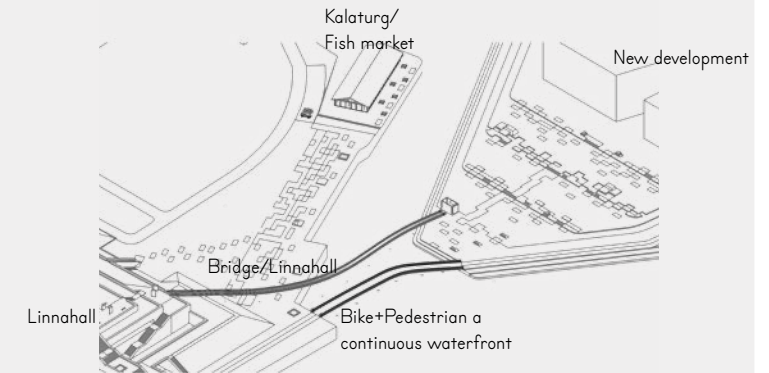 Kalaturg/
Fish market
New development
Bridge/Linnahall
Linnahall
Bike+Pedestrian a
continuous waterfront